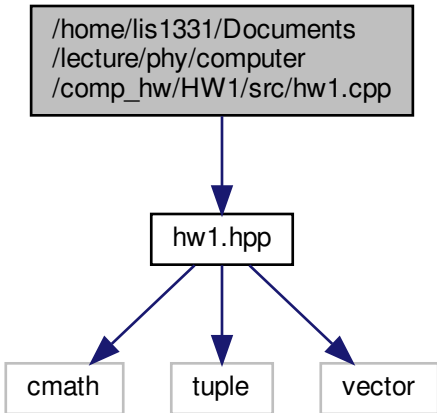 /home/lis1331/Documents
/lecture/phy/computer
/comp_hw/HW1/src/hw1.cpp
hw1.hpp
cmath
tuple
vector